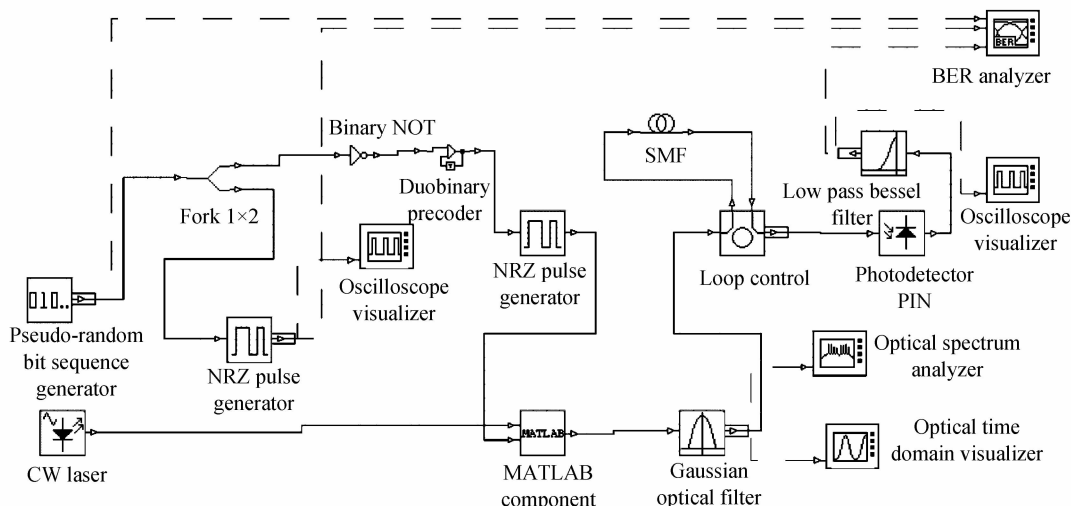 BER
BER analyzer
Binary NOT
SMF
Duobinary
precoder
Low pass bessel
filter
Fork 1×2
Oscilloscope
visualizer
NRZ pulse
generator
Loop control
Photodetector
PIN
Oscilloscope
visualizer
010..
Pseudo-random
bit sequence
generator
NRZ pulse
generator
Optical spectrum
analyzer
CW laser
MATLAB
MATLAB
component
Gaussian
optical filter
Optical time
domain visualizer